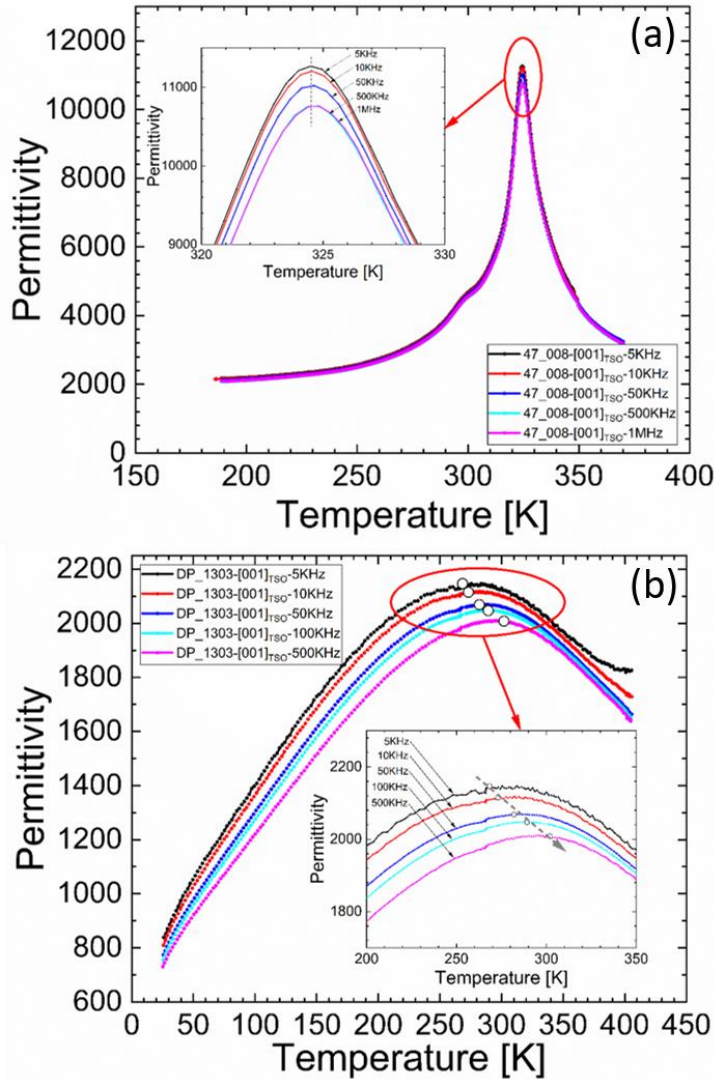 (a)
12000
10000
8000
6000
4000
2000
0
Permittivity
150 200 250 300 350 400
Temperature [K]
11000
10000
9000
Permittivity
320 325 330
Temperature [K]
5KHz
10KHz
50KHz
500KHz
1MHz
47_008-[001]TSO-5KHz
47_008-[001]TSO-10KHz
47_008-[001]TSO-50KHz
47_008-[001]TSO-500KHz
47_008-[001]TSO-1MHz
(b)
2200
2000
1800
1600
1400
1200
1000
800
600
Permittivity
0 50 100 150 200 250 300 350 400 450
Temperature [K]
DP_1303-[001]TSO-5KHz
DP_1303-[001]TSO-10KHz
DP_1303-[001]TSO-50KHz
DP_1303-[001]TSO-100KHz
DP_1303-[001]TSO-500KHz
5KHz
10KHz
50KHz
100KHz
500KHz
2200
2000
1800
Permittivity
200 250 300 350
Temperature [K]